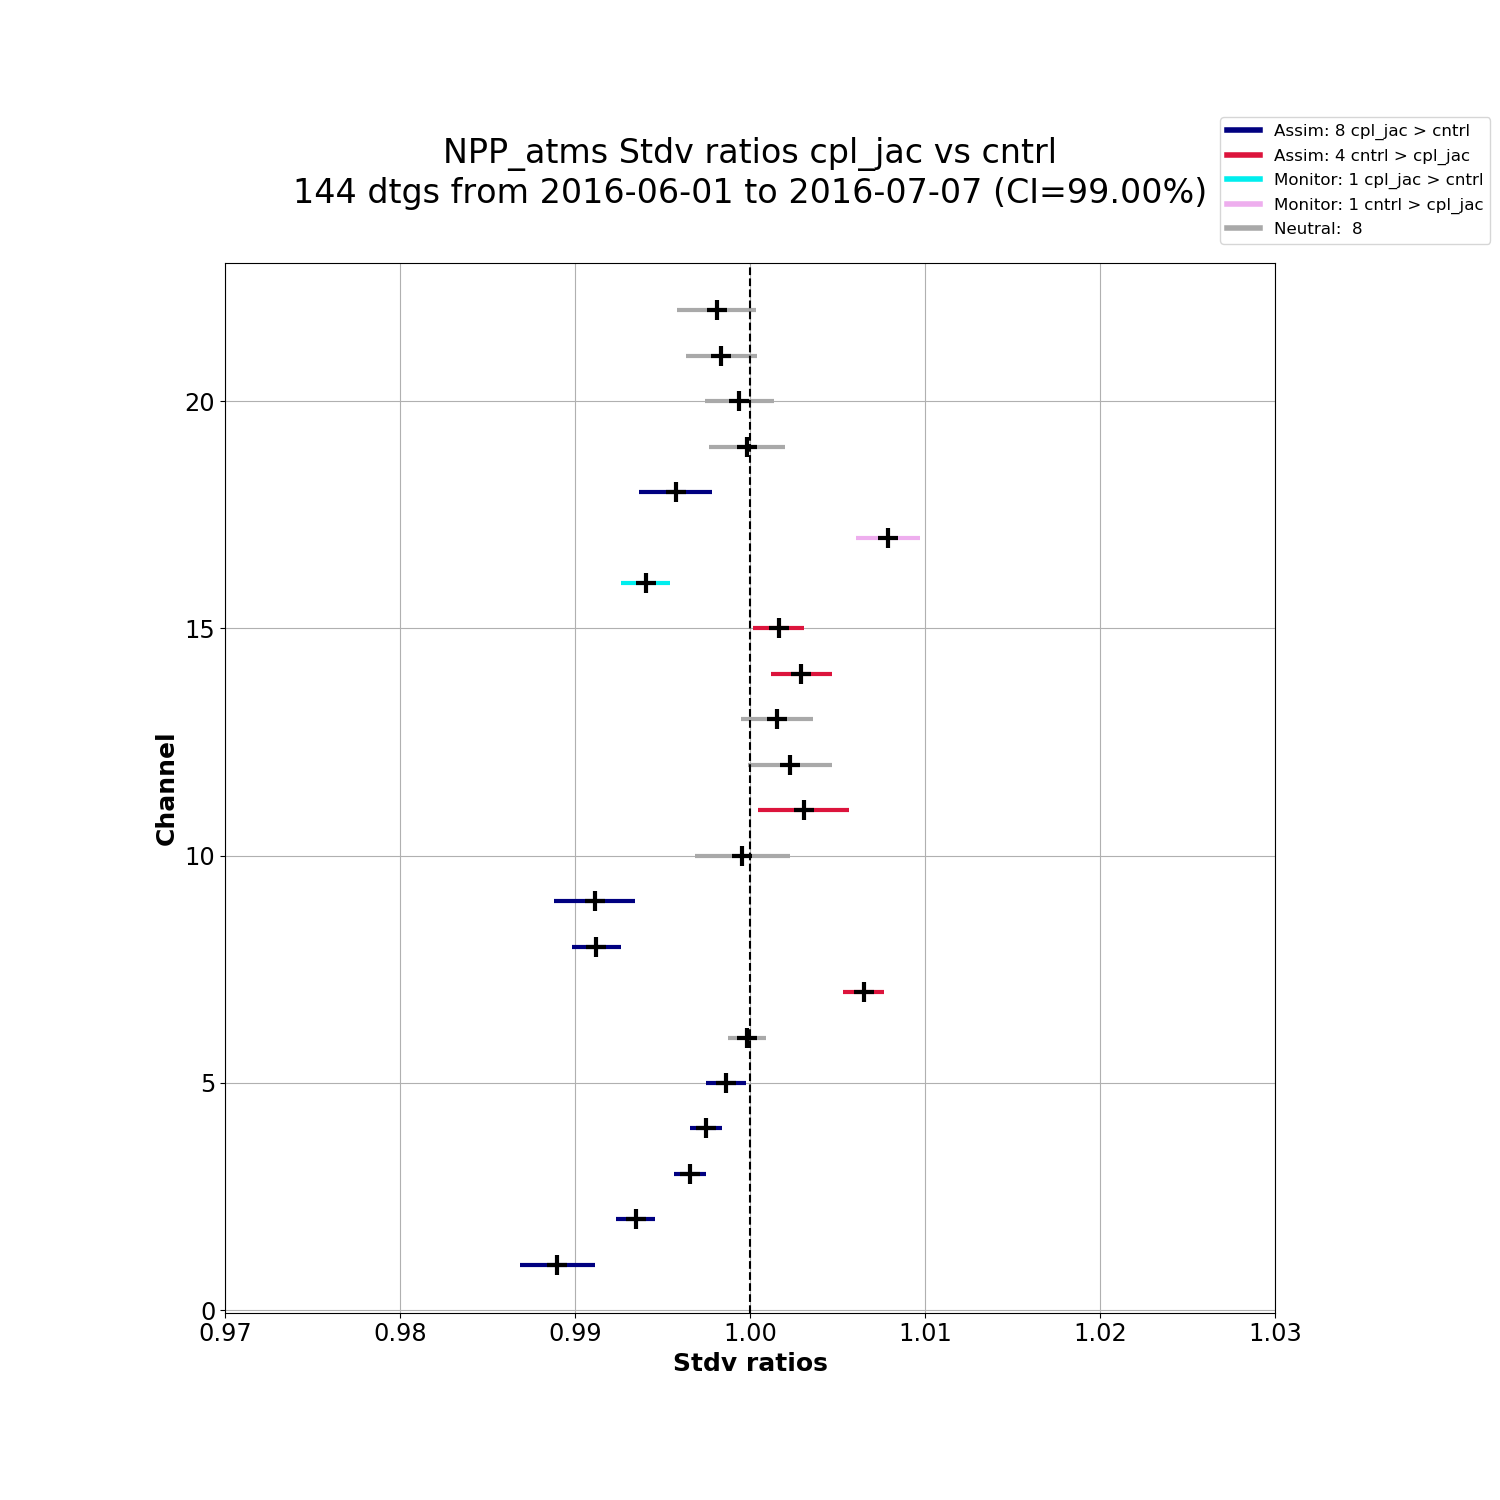 NPP_atms Stdv ratios cpl_jac vs cntrl
144 dtgs from 2016-06-01 to 2016-07-07 (CI=99.00%)
Assim: 8 cpl_jac > cntrl
Assim: 4 cntrl > cpl_jac
Monitor: 1 cpl_jac > cntrl
Monitor: 1 cntrl > cpl_jac
Neutral:  8
20
15
10
5
0
Channel
0.97 0.98 0.99 1.00 1.01 1.02 1.03
Stdv ratios